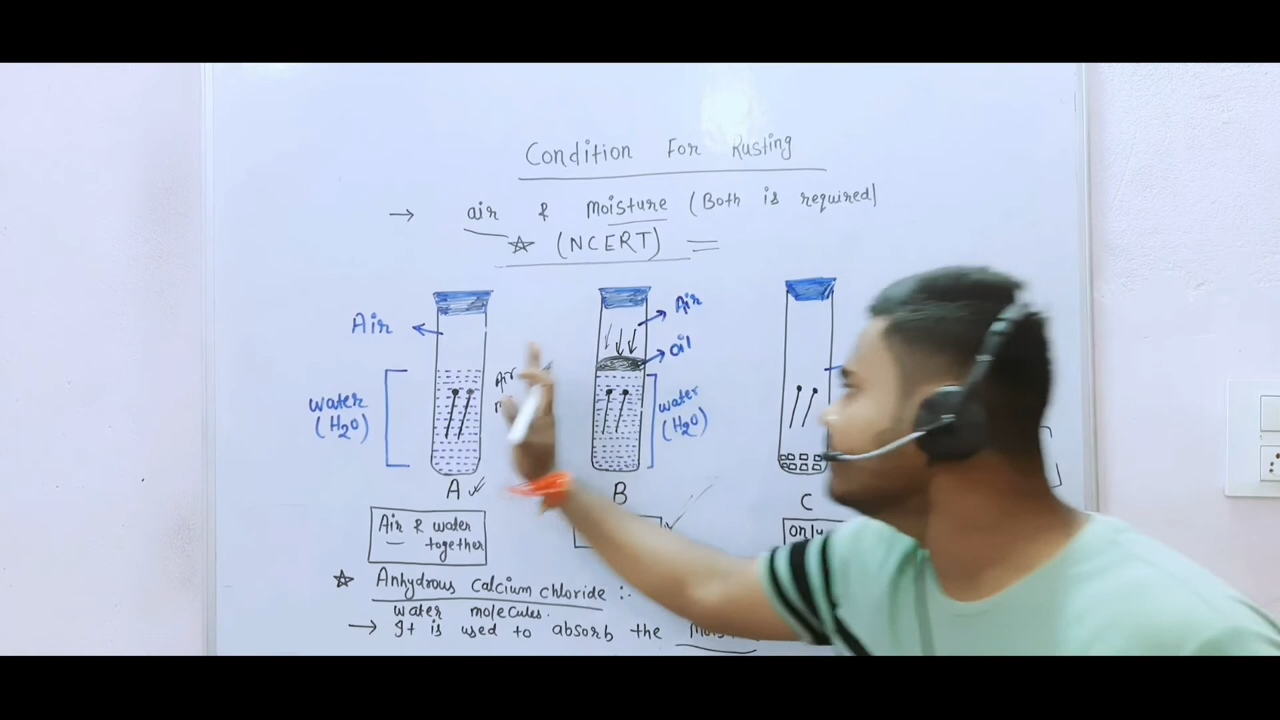 Condition For Rusting
→ air & Moisture (Both is required)
☆ (NCERT) =
Air
water
(H₂O)
Air
A ✓
Air & water
together
Air
Oil
water
(H₂O)
B
C
Only
☆ Anhydrous Calcium chloride :-
water molecules.
→ It is used to absorb the